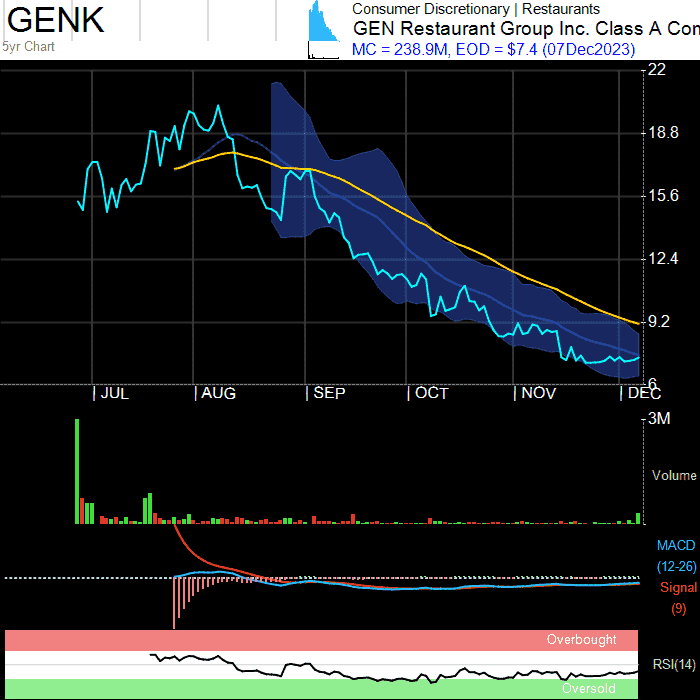 GENK
5yr Chart
Consumer Discretionary | Restaurants
GEN Restaurant Group Inc. Class A Con
MC = 238.9M, EOD = $7.4 (07Dec2023)
22
18.8
15.6
12.4
9.2
6
JUL AUG SEP OCT NOV DEC
3M
Volume
MACD
(12-26)
Signal
(9)
Overbought
RSI(14)
Oversold